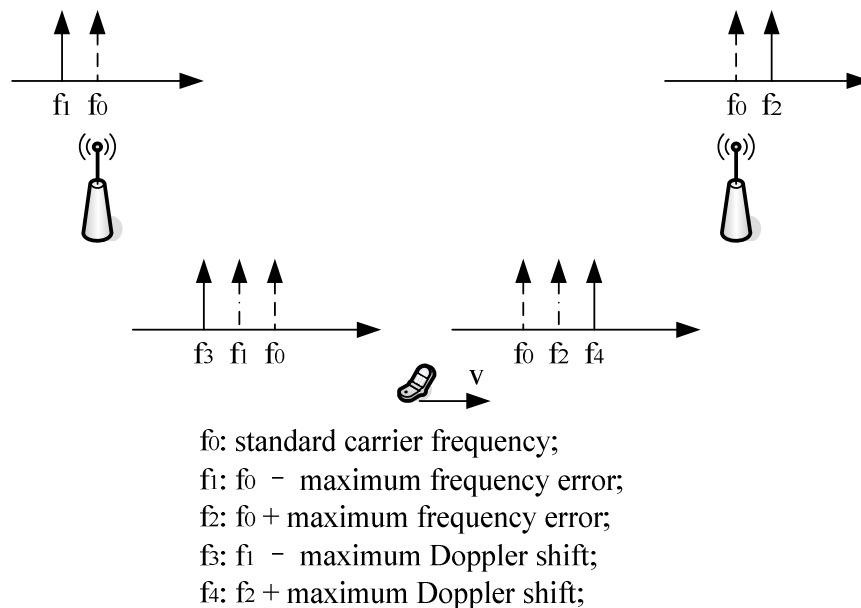 f1 f0
f0 f2
f3 f1 f0
f0 f2 f4
v
f0: standard carrier frequency;
f1: f0 - maximum frequency error;
f2: f0 + maximum frequency error;
f3: f1 - maximum Doppler shift;
f4: f2 + maximum Doppler shift;